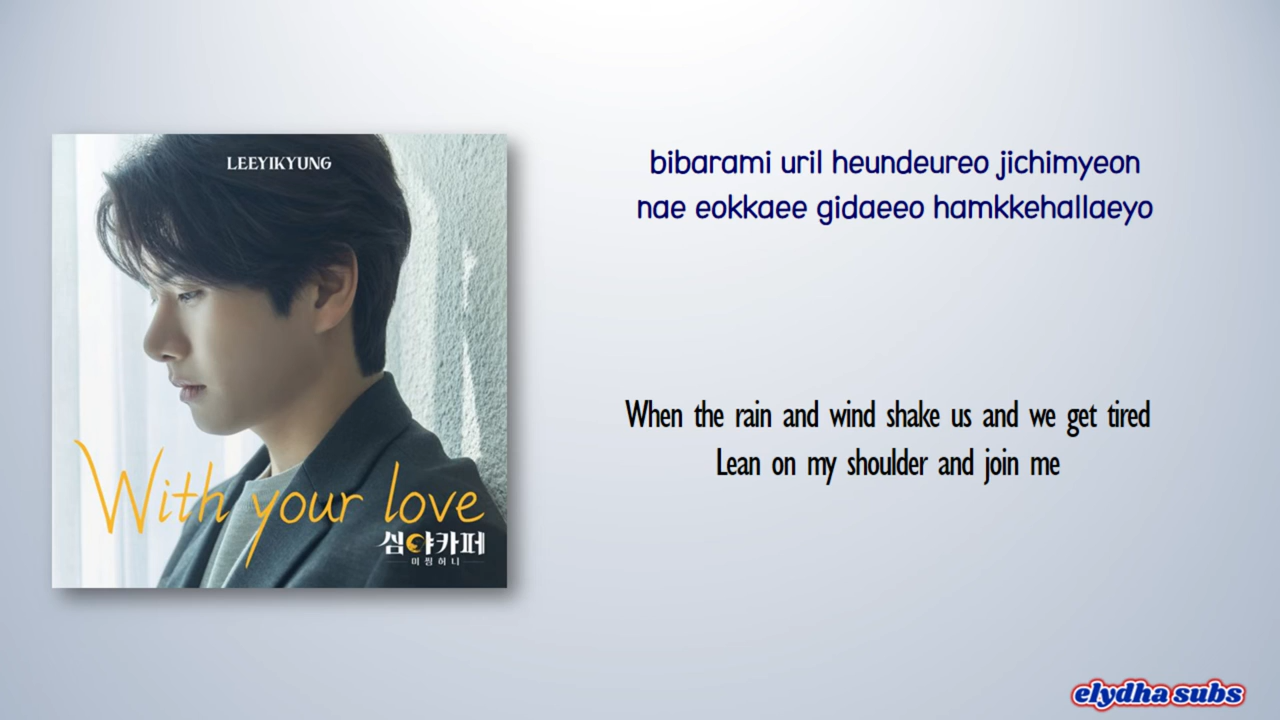 LEEYIKYUNG
With your love
심야카페
미씽허니
bibarami uril heundeureo jichimyeon
nae eokkaee gidaeeo hamkkehallaeyo
When the rain and wind shake us and we get tired
Lean on my shoulder and join me
elydha subs